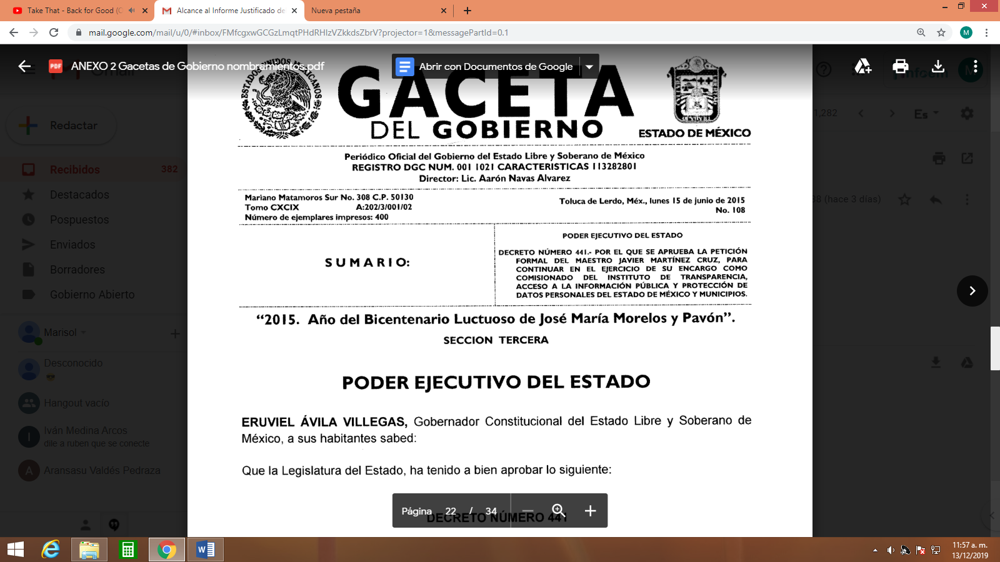 Take That - Back for Good (O
Alcance al Informe Justificado de
Nueva pestaña
mail.google.com/mail/u/0/#inbox/FMfcgxwGCGzLmqtPHdRHlzVZkkdsZbrV?projector=1&messagePartId=0.1
M
PDF
ANEXO 2 Gacetas de Gobierno nombramientos.pdf
Abrir con Documentos de Google
ESTADOS UNIDOS MEXICANOS
GACETA
DEL GOBIERNO
ESTADO DE MÉXICO
Periódico Oficial del Gobierno del Estado Libre y Soberano de México
REGISTRO DGC NUM. 001 1021 CARACTERISTICAS 113282801
Director: Lic. Aarón Navas Alvarez
Mariano Matamoros Sur No. 308 C.P. 50130
Tomo CXCIX A:202/3/001/02
Número de ejemplares impresos: 400
Toluca de Lerdo, Méx., lunes 15 de junio de 2015
No. 108
SUMARIO:
PODER EJECUTIVO DEL ESTADO
DECRETO NÚMERO 441.- POR EL QUE SE APRUEBA LA PETICIÓN
FORMAL DEL MAESTRO JAVIER MARTÍNEZ CRUZ, PARA
CONTINUAR EN EL EJERCICIO DE SU ENCARGO COMO
COMISIONADO DEL INSTITUTO DE TRANSPARENCIA,
ACCESO A LA INFORMACIÓN PÚBLICA Y PROTECCIÓN DE
DATOS PERSONALES DEL ESTADO DE MÉXICO Y MUNICIPIOS.
“2015. Año del Bicentenario Luctuoso de José María Morelos y Pavón”.
SECCION TERCERA
PODER EJECUTIVO DEL ESTADO
ERUVIEL ÁVILA VILLEGAS, Gobernador Constitucional del Estado Libre y Soberano de
México, a sus habitantes sabed:
Que la Legislatura del Estado, ha tenido a bien aprobar lo siguiente:
DECRETO NÚMERO 441
Página 22 / 34
Redactar
Recibidos 382
Destacados
Pospuestos
Enviados
Borradores
Gobierno Abierto
Marisol
Desconocido
Hangout vacío
I
Iván Medina Arcos
dile a ruben que se conecte
A
Aransasu Valdés Pedraza
infoem
M
1,282
Es
(hace 3 días)
W
11:57 a. m.
13/12/2019